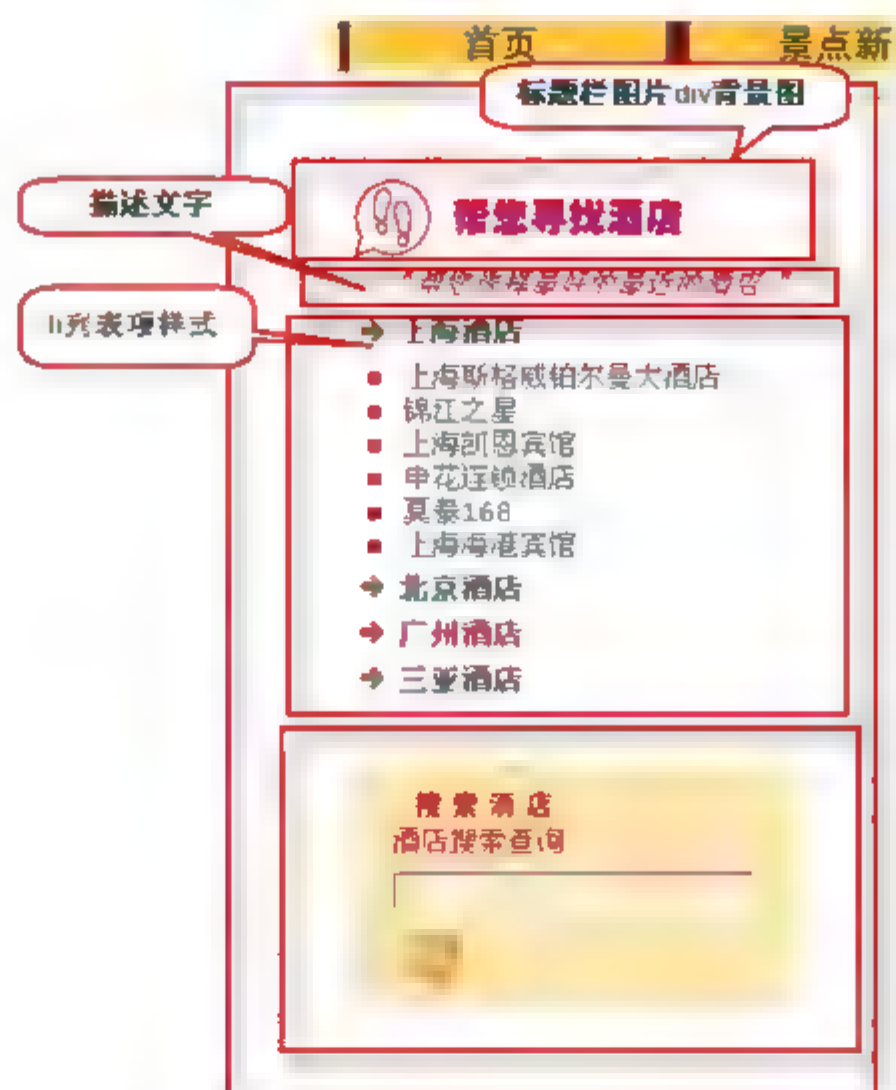 首页 景点新
标题栏图片div背景图
描述文字
帮您寻找酒店
li列表项样式
上海酒店
上海斯格威铂尔曼大酒店
锦江之星
上海凯恩宾馆
申花连锁酒店
莫泰168
上海海港宾馆
北京酒店
广州酒店
三亚酒店
搜索酒店
酒店搜索查询